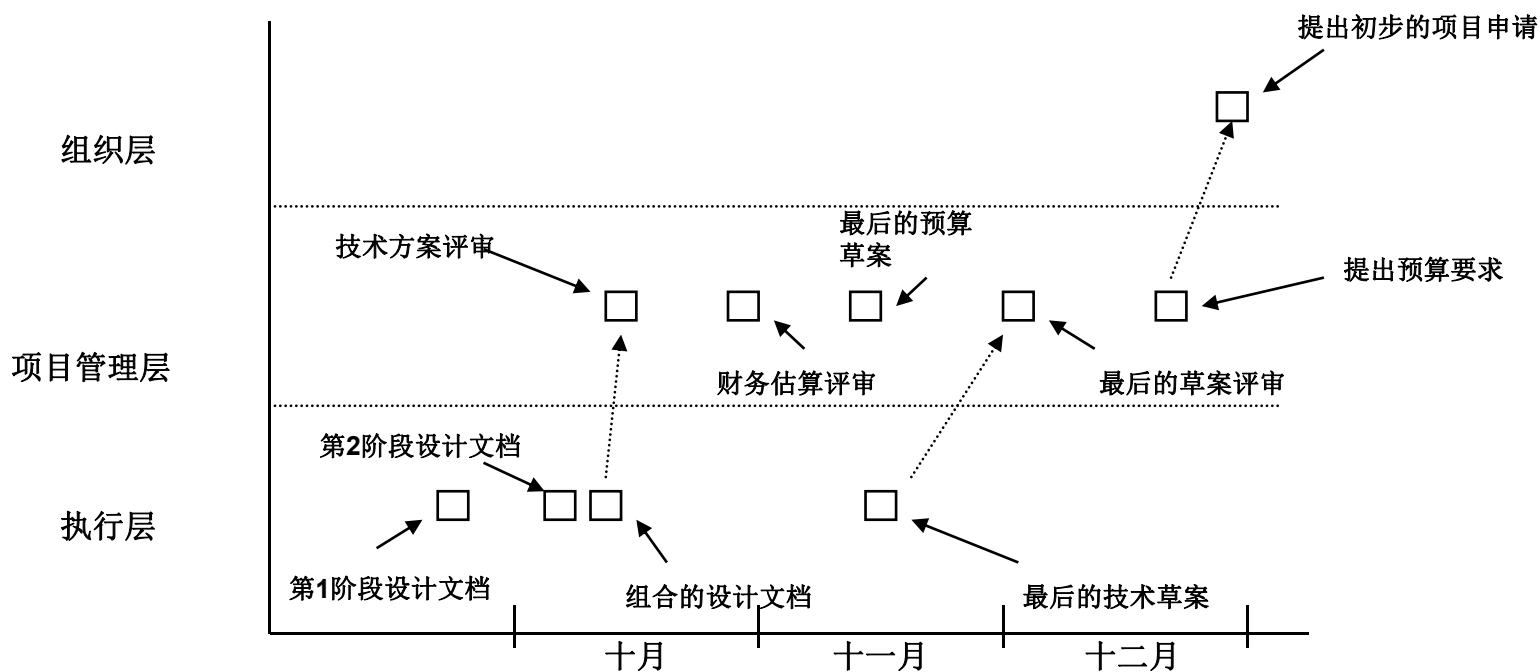 提出初步的项目申请
组织层
最后的预算
草案
技术方案评审
提出预算要求
项目管理层
财务估算评审
最后的草案评审
第2阶段设计文档
执行层
第1阶段设计文档
组合的设计文档
最后的技术草案
十月
十一月
十二月